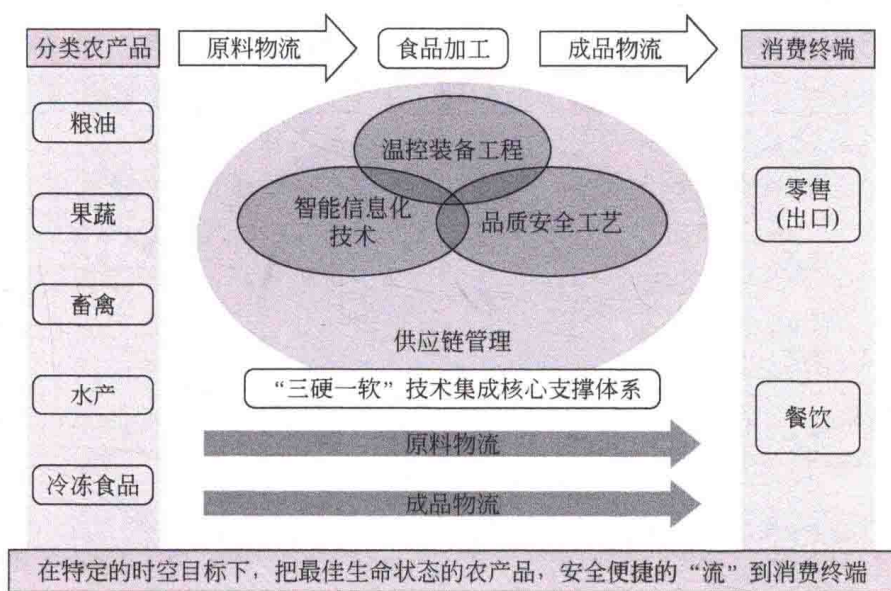 分类农产品
原料物流
食品加工
成品物流
消费终端
粮油
果蔬
畜禽
水产
冷冻食品
温控装备工程
智能信息化
技术
品质安全工艺
供应链管理
“三硬一软”技术集成核心支撑体系
原料物流
成品物流
零售
(出口)
餐饮
在特定的时空目标下，把最佳生命状态的农产品，安全便捷的“流”到消费终端